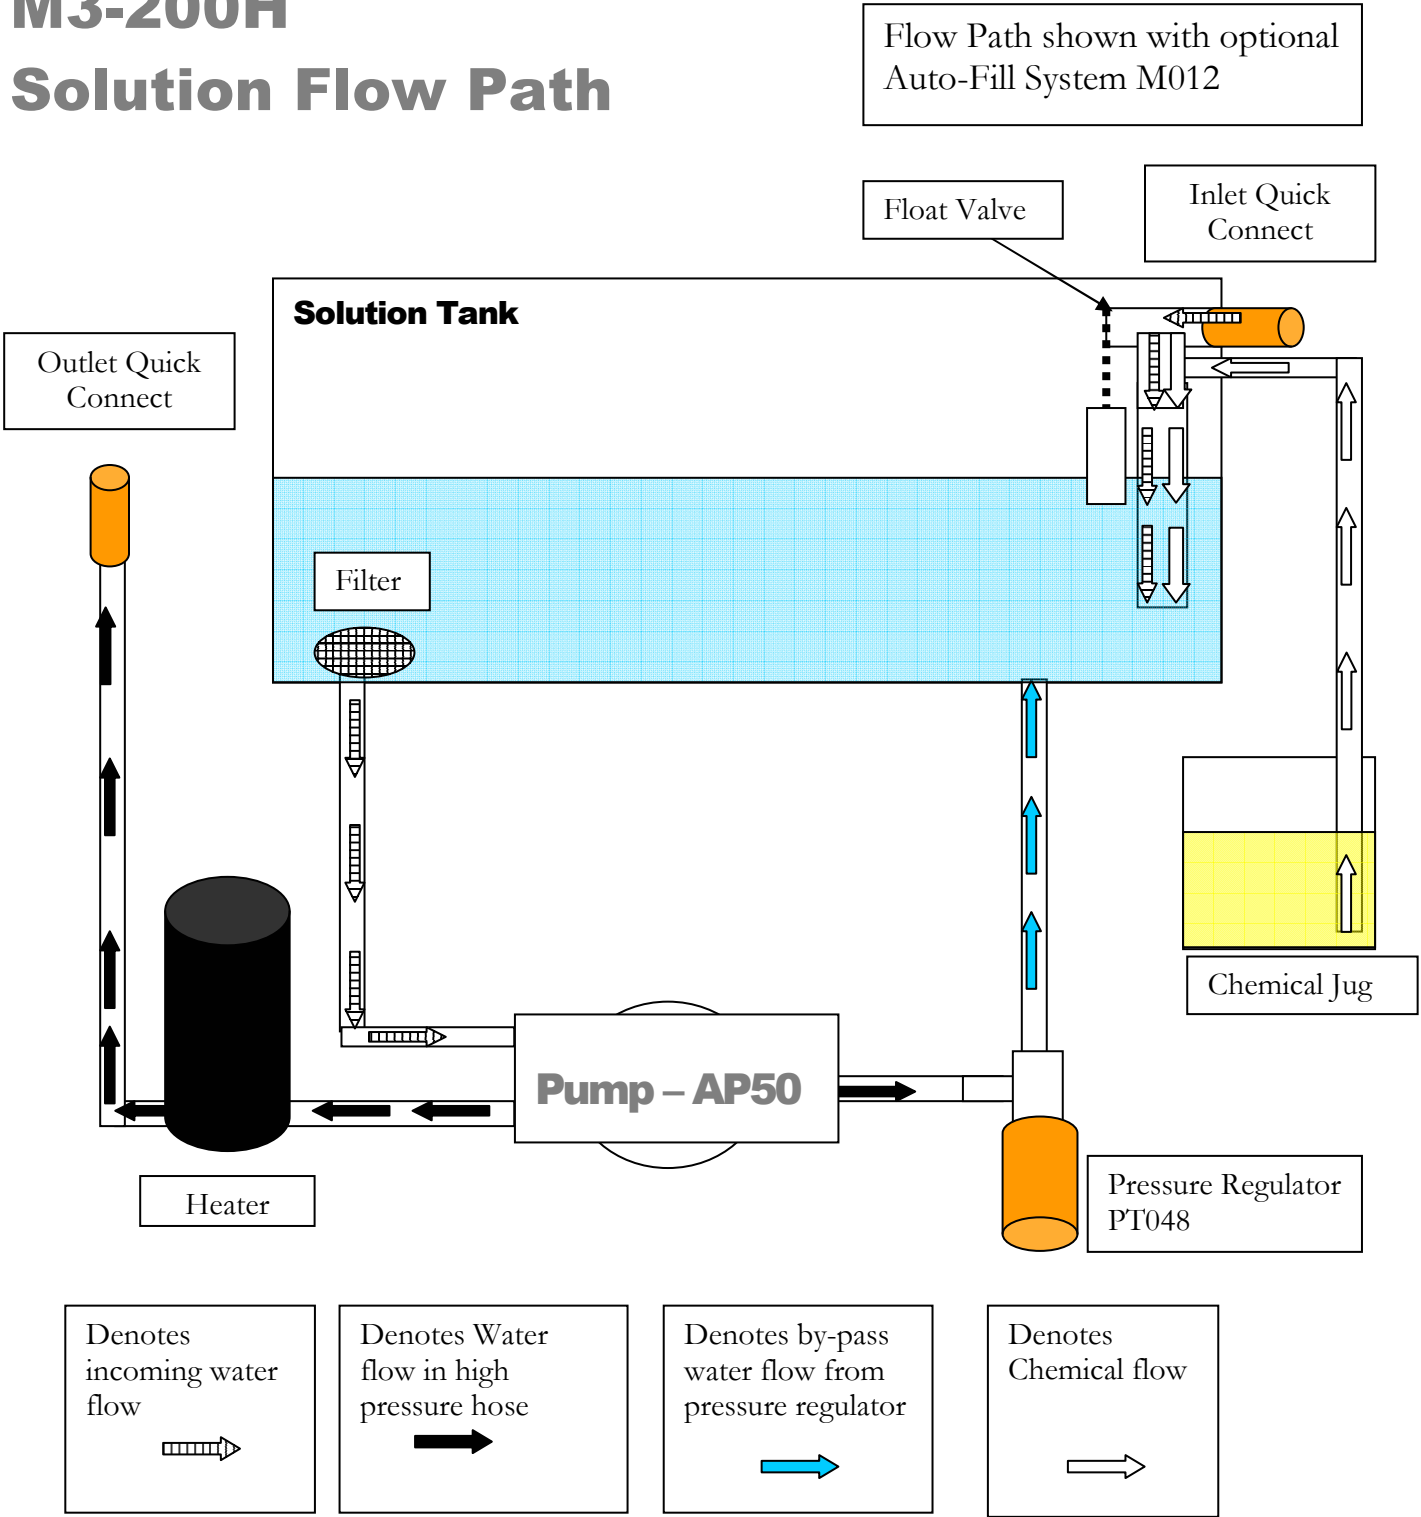 M3-200H
Solution Flow Path
Flow Path shown with optional
Auto-Fill System M012
Float Valve
Inlet Quick
Connect
Solution Tank
Outlet Quick
Connect
Filter
Chemical Jug
Pump – AP50
Heater
Pressure Regulator
PT048
Denotes
incoming water
flow
Denotes Water
flow in high
pressure hose
Denotes by-pass
water flow from
pressure regulator
Denotes
Chemical flow